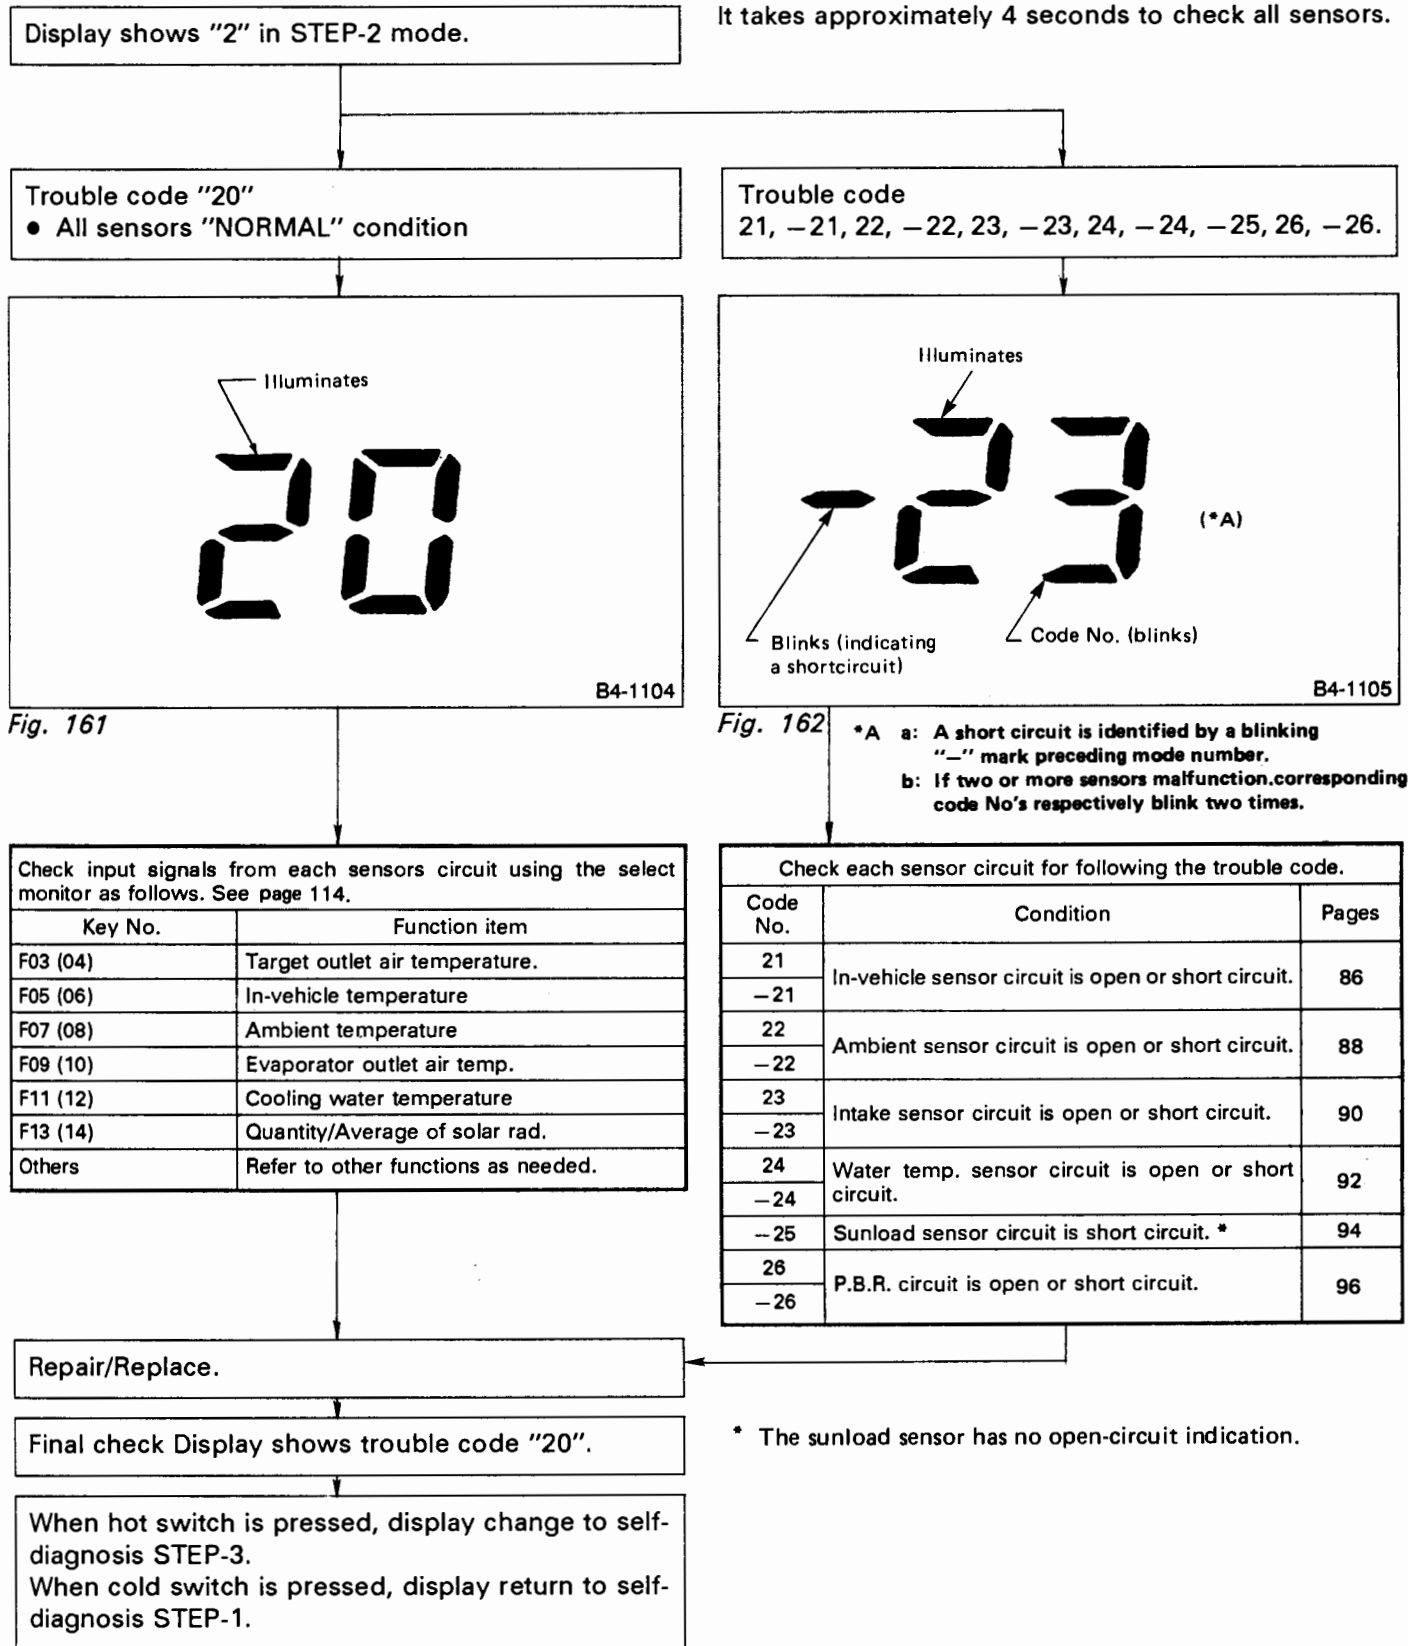 Display shows "2" in STEP-2 mode.
It takes approximately 4 seconds to check all sensors.
Trouble code "20"
● All sensors "NORMAL" condition
Trouble code
21, −21, 22, −22, 23, −23, 24, −24, −25, 26, −26.
Illuminates
20
B4-1104
Fig. 161
Illuminates
-23
(*A)
Blinks (indicating
a shortcircuit)
Code No. (blinks)
B4-1105
Fig. 162
*A a: A short circuit is identified by a blinking
"−" mark preceding mode number.
b: If two or more sensors malfunction.corresponding
code No's respectively blink two times.
Check input signals from each sensors circuit using the select
monitor as follows. See page 114.
Key No. Function item
F03 (04) Target outlet air temperature.
F05 (06) In-vehicle temperature
F07 (08) Ambient temperature
F09 (10) Evaporator outlet air temp.
F11 (12) Cooling water temperature
F13 (14) Quantity/Average of solar rad.
Others Refer to other functions as needed.
Check each sensor circuit for following the trouble code.
Code
No.
Condition
Pages
21
−21
In-vehicle sensor circuit is open or short circuit.
86
22
−22
Ambient sensor circuit is open or short circuit.
88
23
−23
Intake sensor circuit is open or short circuit.
90
24
−24
Water temp. sensor circuit is open or short
circuit.
92
−25 Sunload sensor circuit is short circuit. * 94
26
−26
P.B.R. circuit is open or short circuit.
96
Repair/Replace.
Final check Display shows trouble code "20".
* The sunload sensor has no open-circuit indication.
When hot switch is pressed, display change to self-
diagnosis STEP-3.
When cold switch is pressed, display return to self-
diagnosis STEP-1.